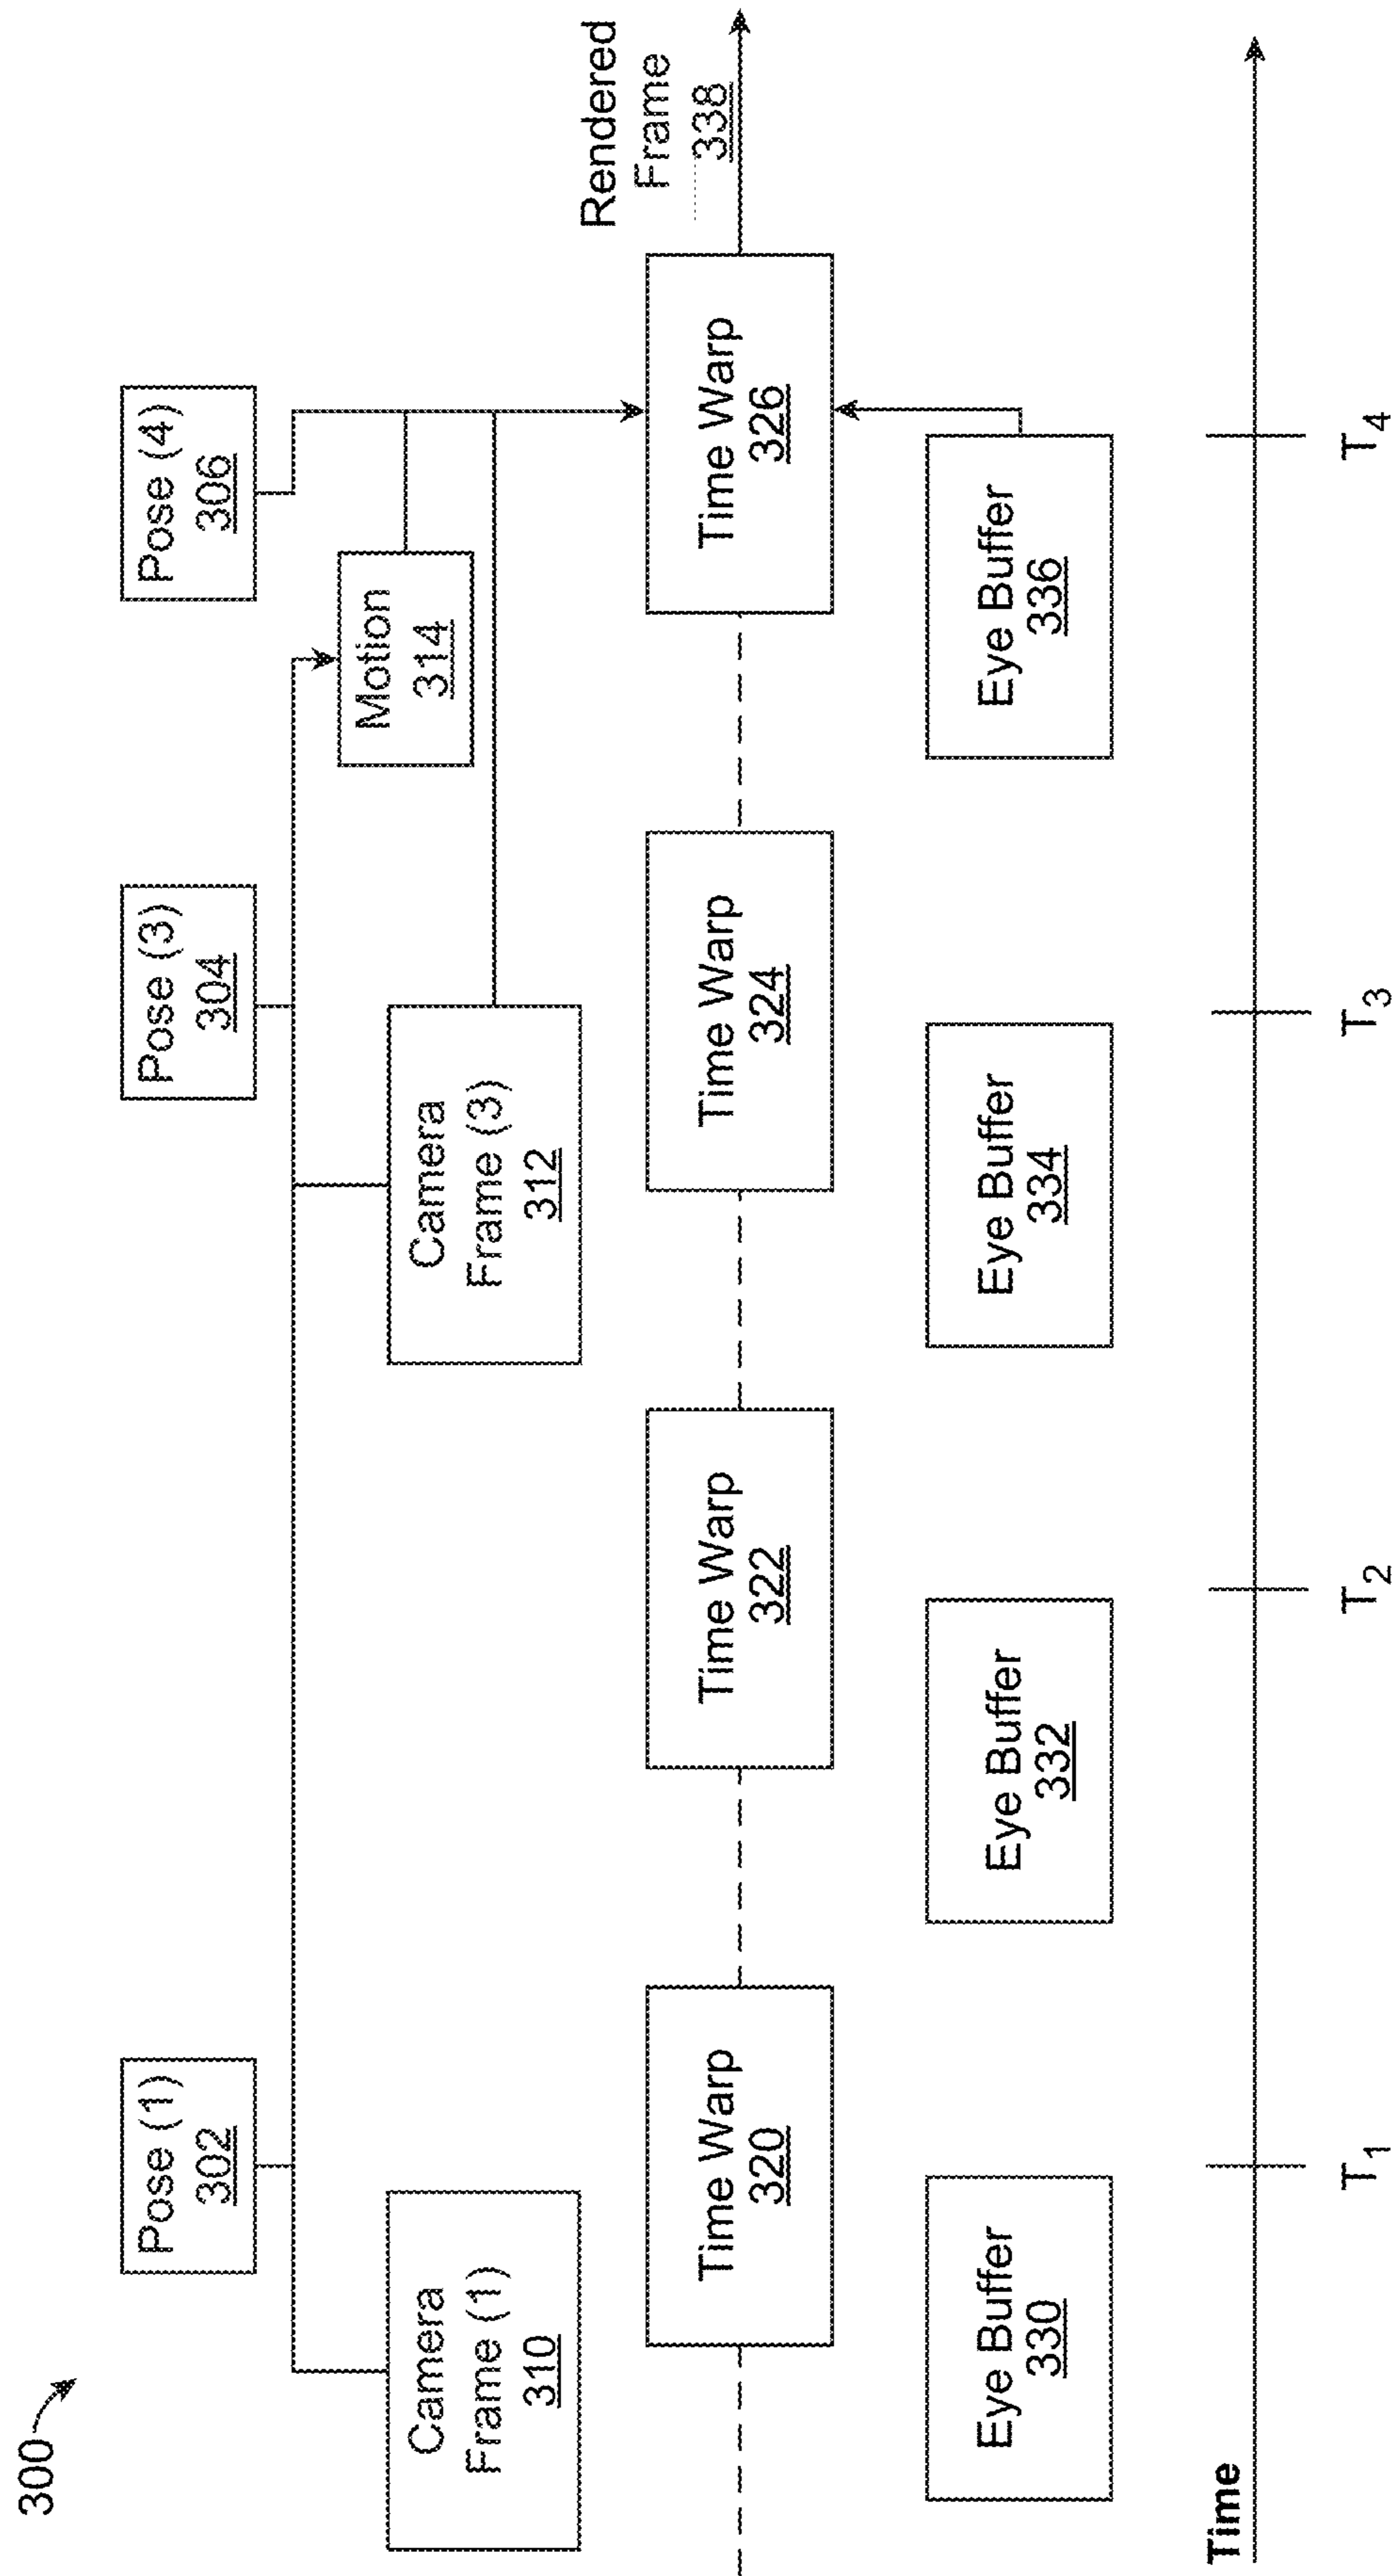 300
Pose (1)
302
Pose (3)
304
Pose (4)
306
Motion
314
Camera
Frame (1)
310
Camera
Frame (3)
312
Rendered
Frame
338
Time Warp
320
Time Warp
322
Time Warp
324
Time Warp
326
Eye Buffer
330
Eye Buffer
332
Eye Buffer
334
Eye Buffer
336
Time
T1
T2
T3
T4